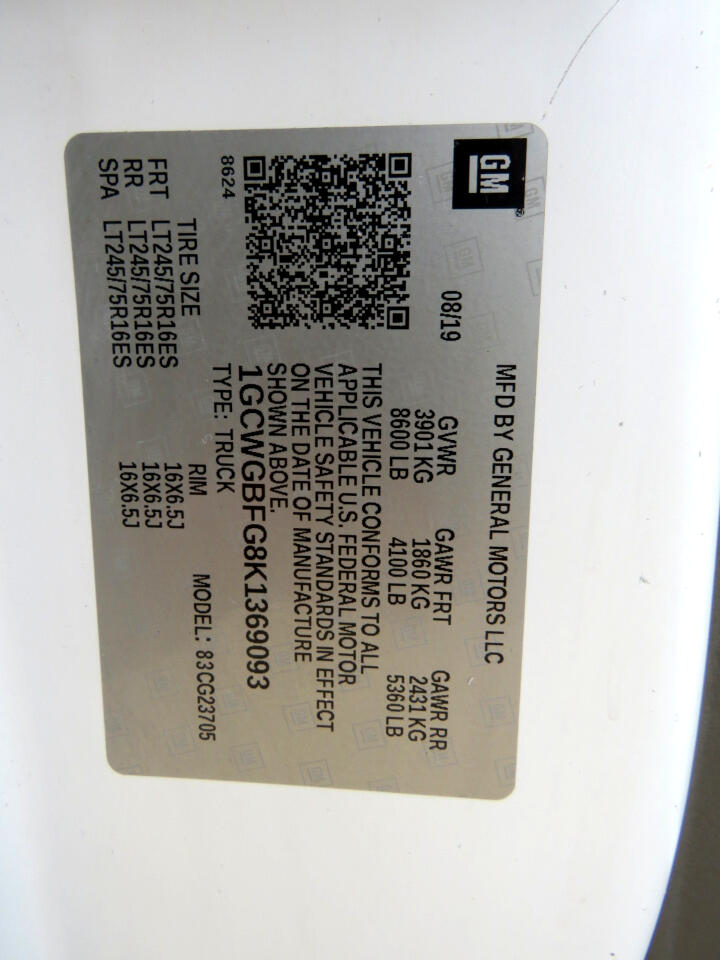 GM
MFD BY GENERAL MOTORS LLC
08/19
GVWR GAWR FRT GAWR RR
3901 KG 1860 KG 2431 KG
8600 LB 4100 LB 5360 LB
THIS VEHICLE CONFORMS TO ALL
APPLICABLE U.S. FEDERAL MOTOR
VEHICLE SAFETY STANDARDS IN EFFECT
ON THE DATE OF MANUFACTURE
SHOWN ABOVE.
1GCWGBFG8K1369093
8624
TYPE: TRUCK
MODEL: 83CG23705
TIRE SIZE RIM
FRT LT245/75R16ES 16X6.5J
RR LT245/75R16ES 16X6.5J
SPA LT245/75R16ES 16X6.5J